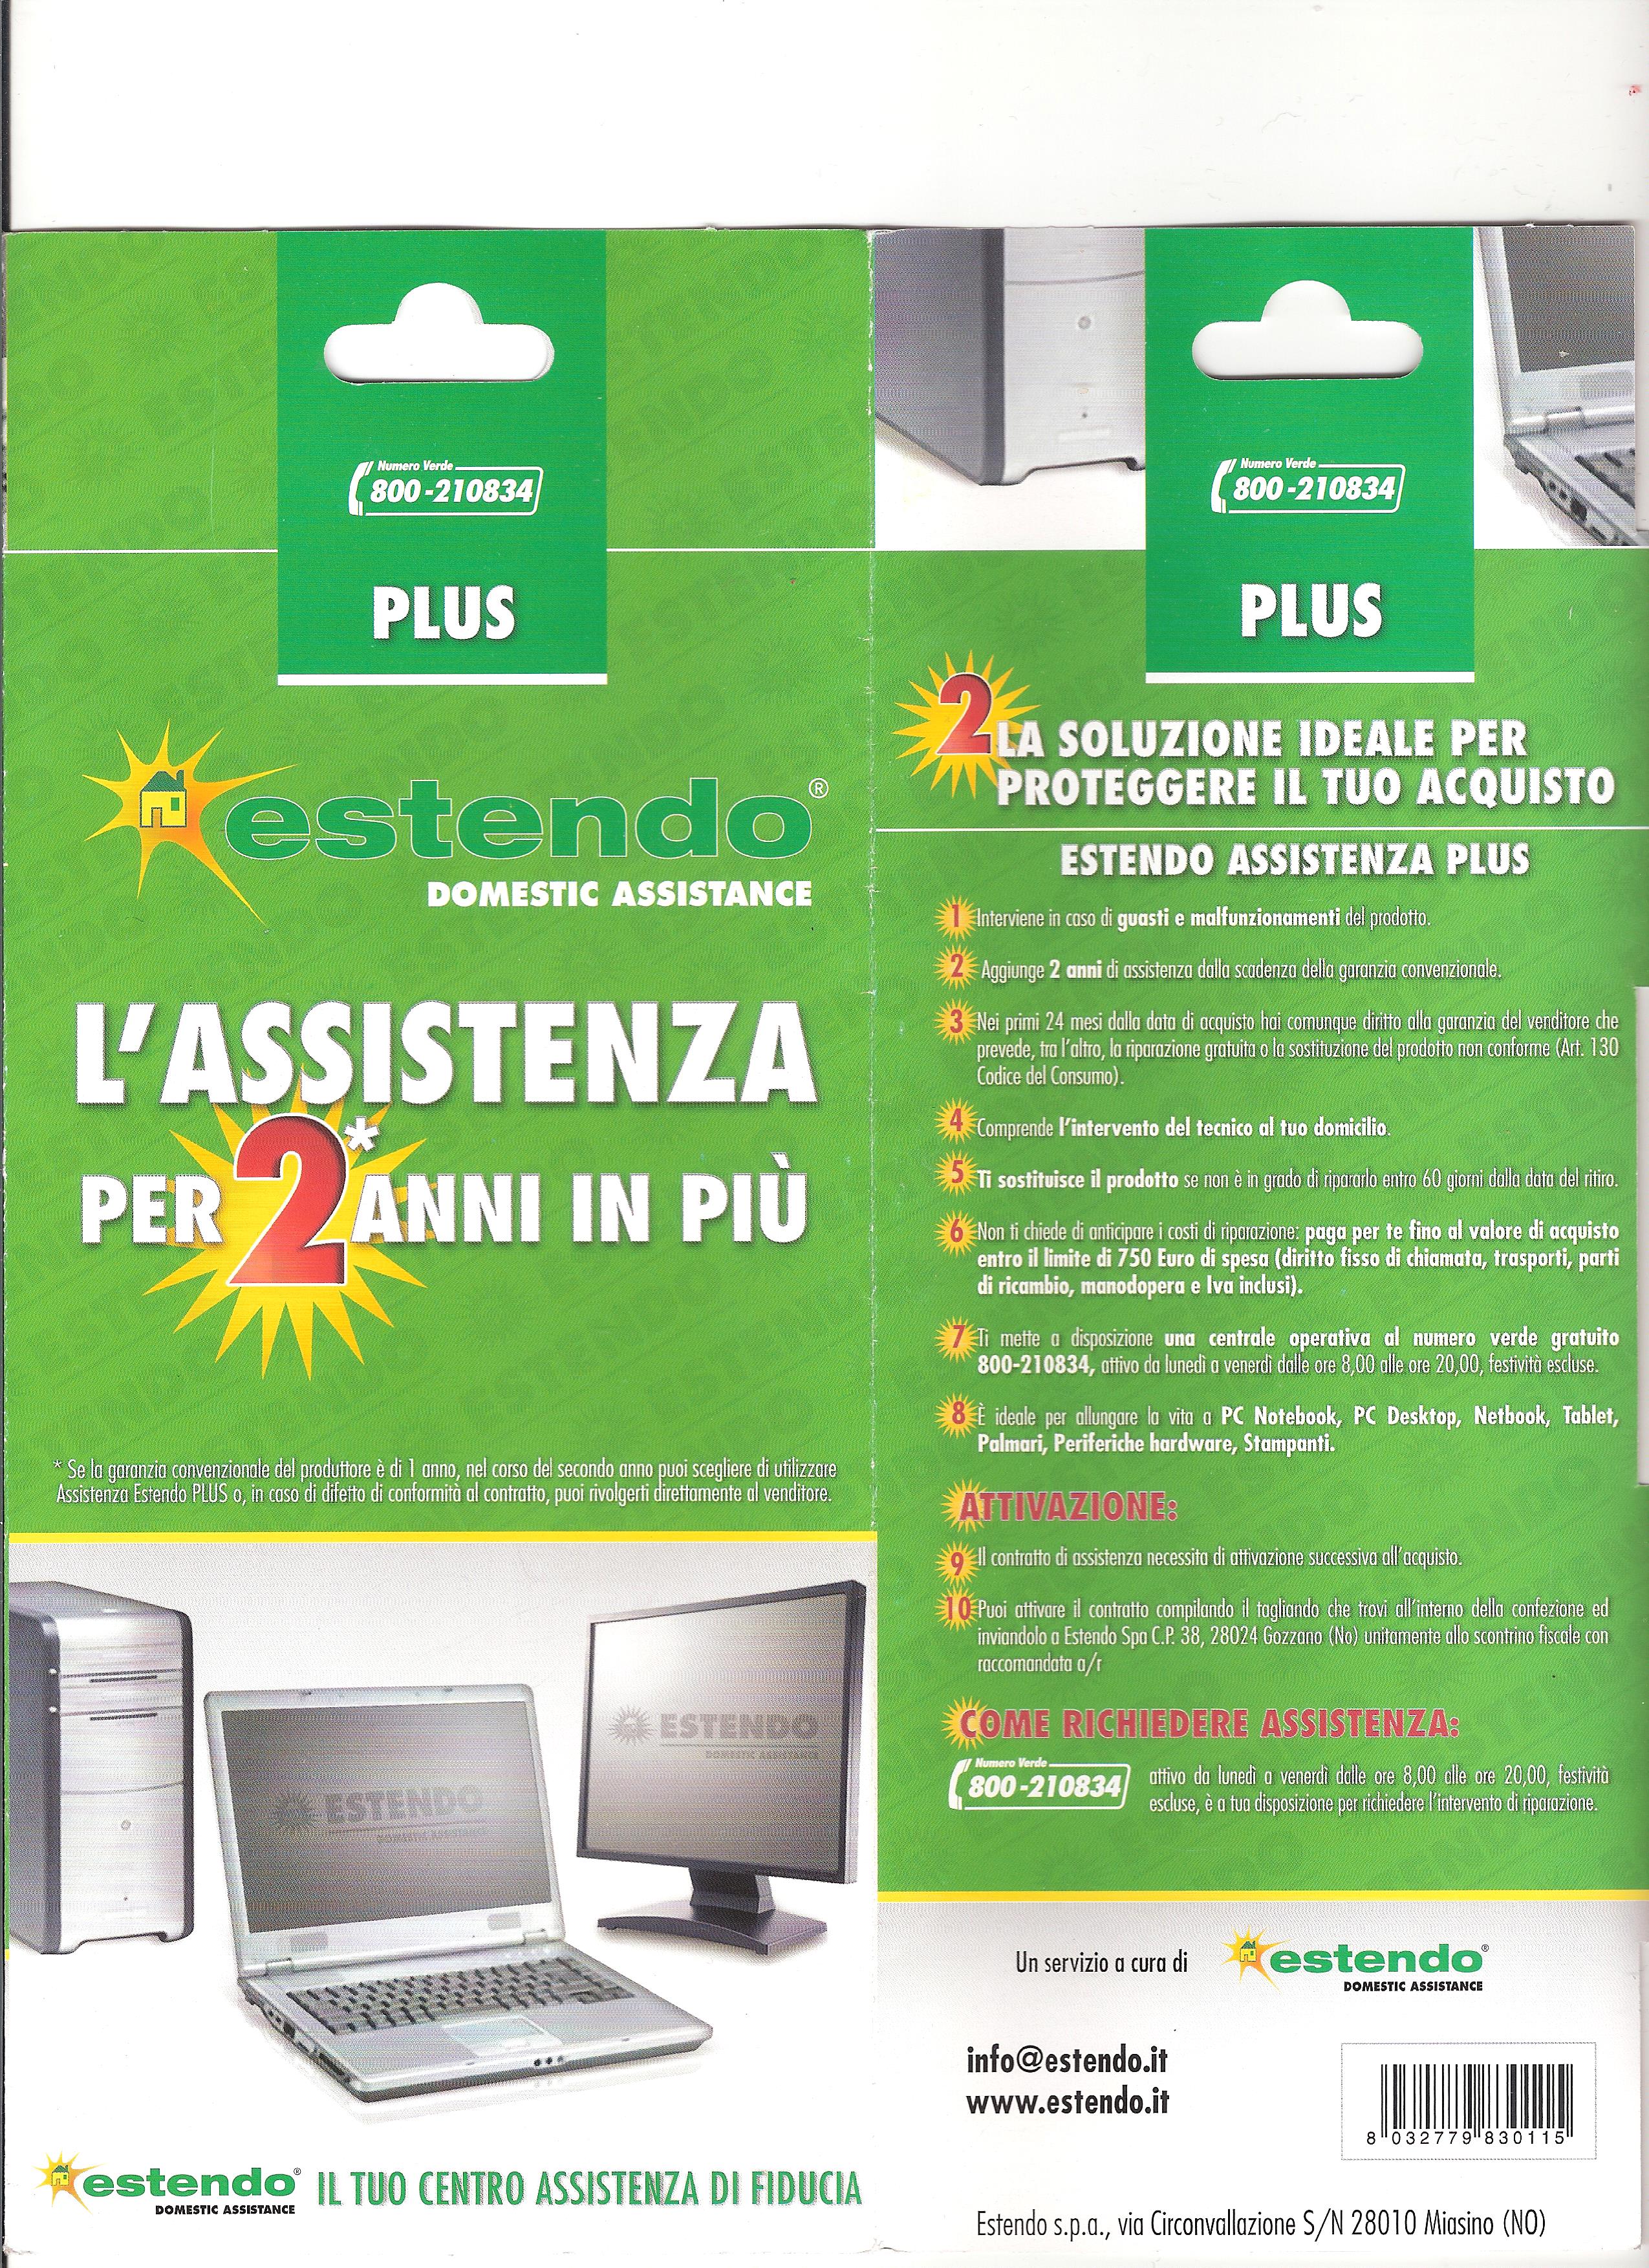 Numero Verde
800-210834
PLUS
estendo®
DOMESTIC ASSISTANCE
L'ASSISTENZA
PER 2* ANNI IN PIÙ
* Se la garanzia convenzionale del produttore è di 1 anno, nel corso del secondo anno puoi scegliere di utilizzare
Assistenza Estendo PLUS o, in caso di difetto di conformità al contratto, puoi rivolgerti direttamente al venditore.
ESTENDO
DOMESTIC ASSISTANCE
ESTENDO
DOMESTIC ASSISTANCE
estendo®
DOMESTIC ASSISTANCE
IL TUO CENTRO ASSISTENZA DI FIDUCIA
Numero Verde
800-210834
PLUS
2 LA SOLUZIONE IDEALE PER
PROTEGGERE IL TUO ACQUISTO
ESTENDO ASSISTENZA PLUS
1 Interviene in caso di guasti e malfunzionamenti del prodotto.
2 Aggiunge 2 anni di assistenza dalla scadenza della garanzia convenzionale.
3 Nei primi 24 mesi dalla data di acquisto hai comunque diritto alla garanzia del venditore che
prevede, tra l'altro, la riparazione gratuita o la sostituzione del prodotto non conforme (Art. 130
Codice del Consumo).
4 Comprende l'intervento del tecnico al tuo domicilio.
5 Ti sostituisce il prodotto se non è in grado di ripararlo entro 60 giorni dalla data del ritiro.
6 Non ti chiede di anticipare i costi di riparazione: paga per te fino al valore di acquisto
entro il limite di 750 Euro di spesa (diritto fisso di chiamata, trasporti, parti
di ricambio, manodopera e Iva inclusi).
7 Ti mette a disposizione una centrale operativa al numero verde gratuito
800-210834, attivo da lunedì a venerdì dalle ore 8,00 alle ore 20,00, festività escluse.
8 È ideale per allungare la vita a PC Notebook, PC Desktop, Netbook, Tablet,
Palmari, Periferiche hardware, Stampanti.
ATTIVAZIONE:
9 Il contratto di assistenza necessita di attivazione successiva all'acquisto.
10 Puoi attivare il contratto compilando il tagliando che trovi all'interno della confezione ed
inviandolo a Estendo Spa C.P. 38, 28024 Gozzano (No) unitamente allo scontrino fiscale con
raccomandata a/r
COME RICHIEDERE ASSISTENZA:
Numero Verde
800-210834
attivo da lunedì a venerdì dalle ore 8,00 alle ore 20,00, festività
escluse, è a tua disposizione per richiedere l'intervento di riparazione.
Un servizio a cura di
estendo®
DOMESTIC ASSISTANCE
info@estendo.it
www.estendo.it
8 032779 830115
Estendo s.p.a., via Circonvallazione S/N 28010 Miasino (NO)